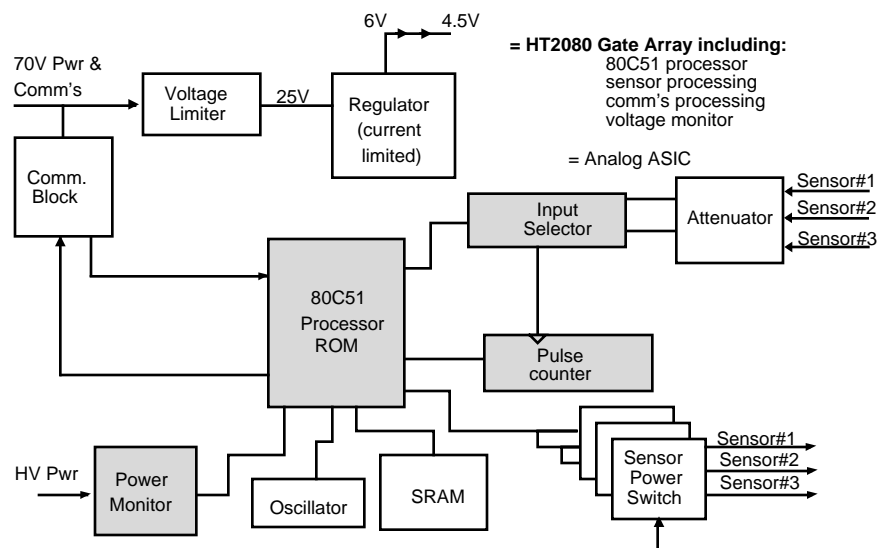 6V
4.5V
= HT2080 Gate Array including:
80C51 processor
sensor processing
comm's processing
voltage monitor
70V Pwr &
Comm's
Voltage
Limiter
25V
Regulator
(current
limited)
= Analog ASIC
Comm.
Block
Input
Selector
Attenuator
Sensor#1
Sensor#2
Sensor#3
80C51
Processor
ROM
Pulse
counter
HV Pwr
Power
Monitor
Oscillator
SRAM
Sensor
Power
Switch
Sensor#1
Sensor#2
Sensor#3